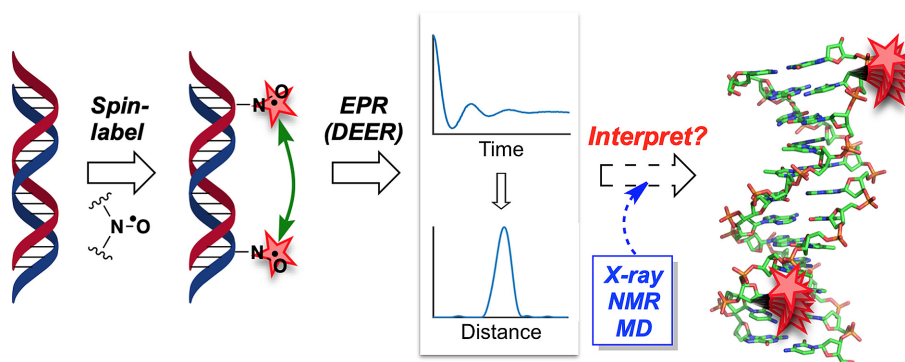 Spin-
label
N-O
N
O
N
O
EPR
(DEER)
Time
Distance
Interpret?
X-ray
NMR
MD